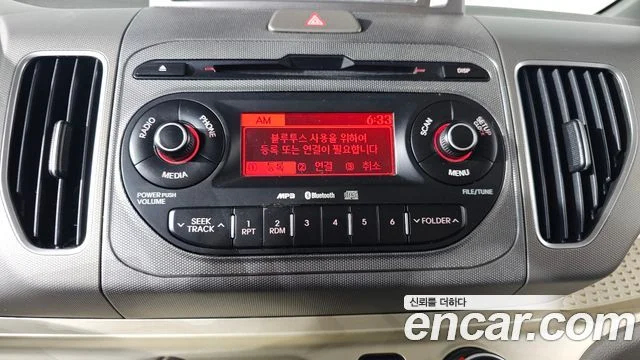 DISP
AM 6:33
블루투스 사용을 위하여
등록 또는 연결이 필요합니다
① 등록 ② 연결 ③ 취소
RADIO PHONE
MEDIA
POWER PUSH
VOLUME
SCAN SETUP
MENU
FILE/TUNE
MP3 Bluetooth
SEEK
TRACK
1 RPT
2 RDM
3 4 5 6
FOLDER
신뢰를 더하다
encar.com